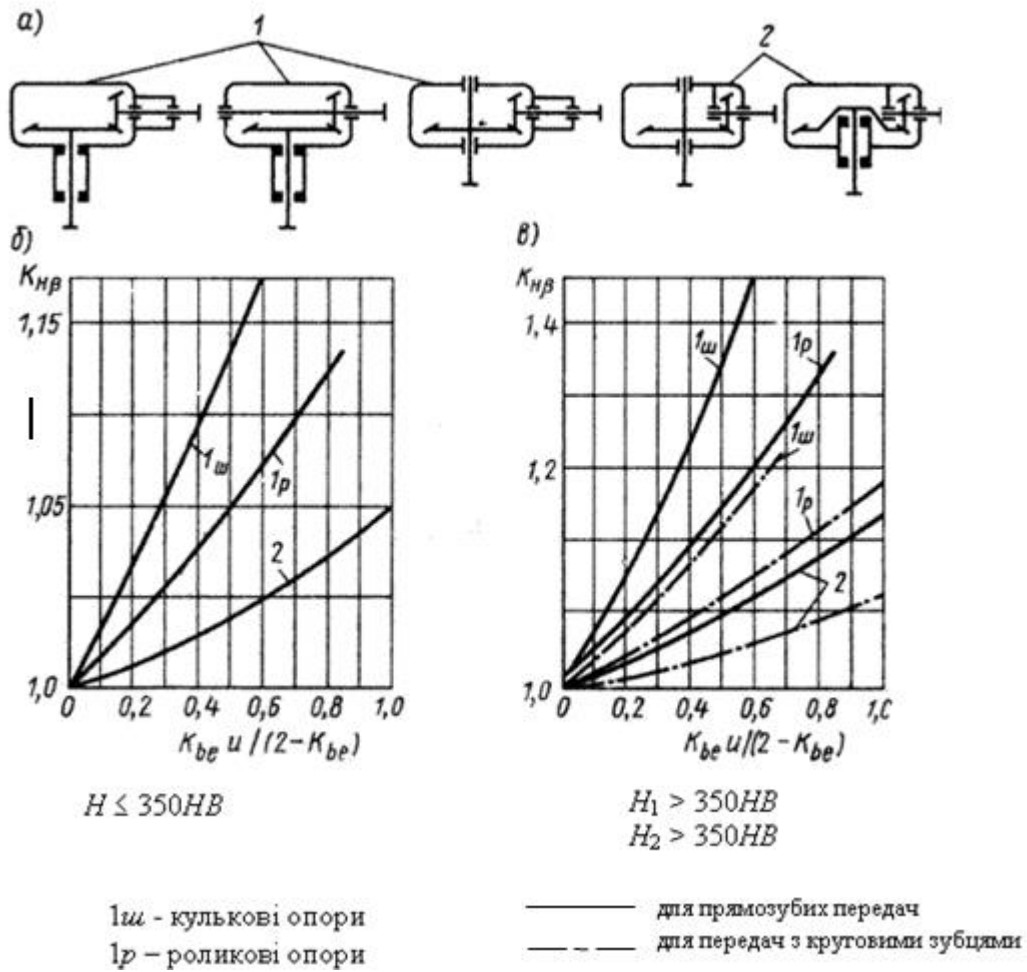 а)
1
2
б)
K_Hβ
1,15
1,05
1,0
1ш
1р
2
0 0,2 0,4 0,6 0,8 1,0
K_be u/(2-K_be)
в)
K_Hβ
1,4
1,2
1,0
1ш
1р
1ш
1р
2
0 0,2 0,4 0,6 0,8 1,0
K_be u/(2-K_be)
H ≤ 350HB
H₁ > 350HB
H₂ > 350HB
1ш - кулькові опори
1р – роликові опори
для прямозубих передач
для передач з круговими зубцями